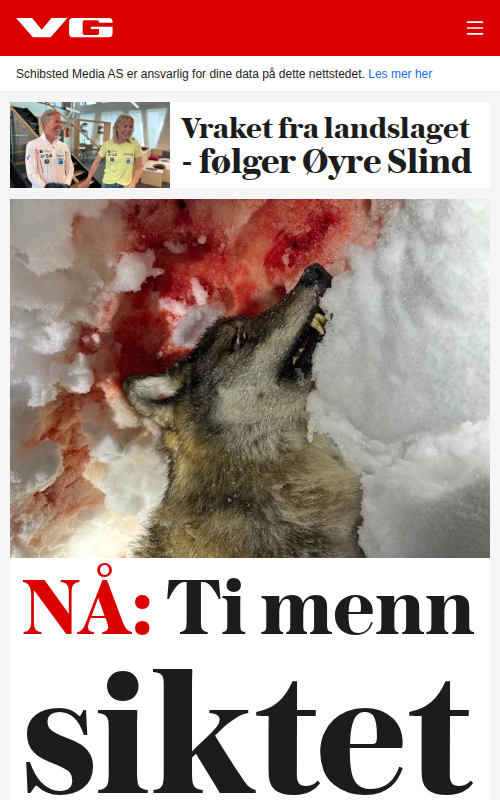 VG
Schibsted Media AS er ansvarlig for dine data på dette nettstedet. Les mer her
Vraket fra landslaget
- følger Øyre Slind
NÅ: Ti menn
siktet